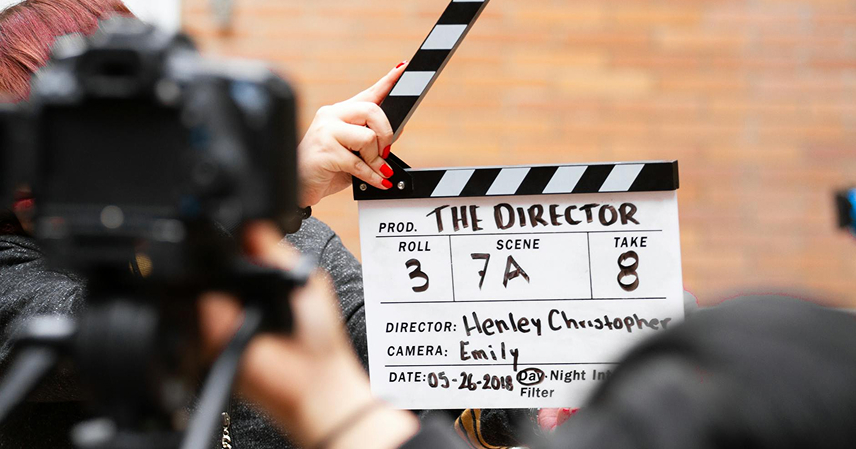 PROD. THE DIRECTOR
ROLL SCENE TAKE
3 7A 8
DIRECTOR: Henley Christopher
CAMERA: Emily
DATE: 05-26-2018 Day·Night
Filter